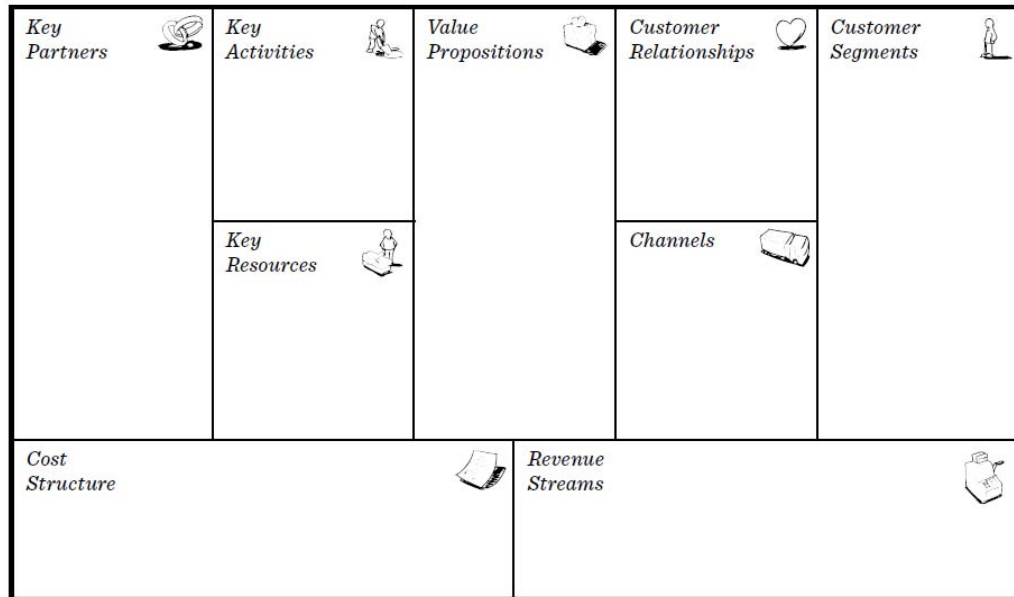 Key
Partners
Key
Activities
Value
Propositions
Customer
Relationships
Customer
Segments
Key
Resources
Channels
Cost
Structure
Revenue
Streams